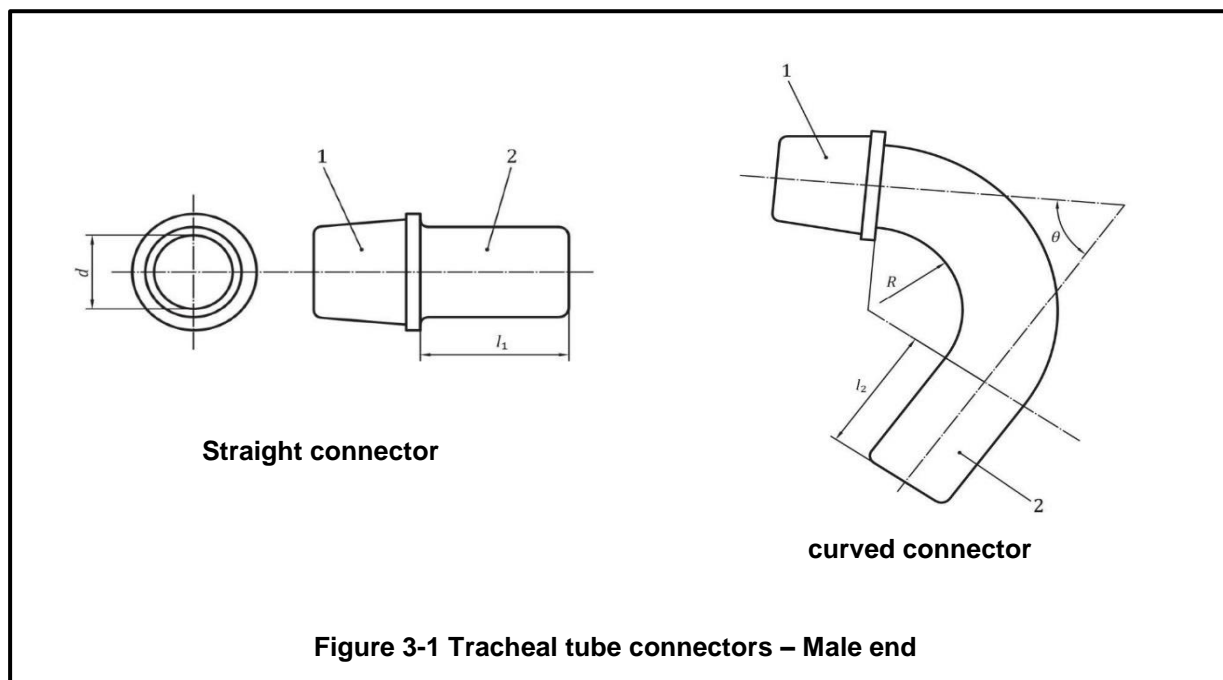 1
2
d
l₁
Straight connector
1
θ
R
l₂
2
curved connector
Figure 3-1 Tracheal tube connectors – Male end